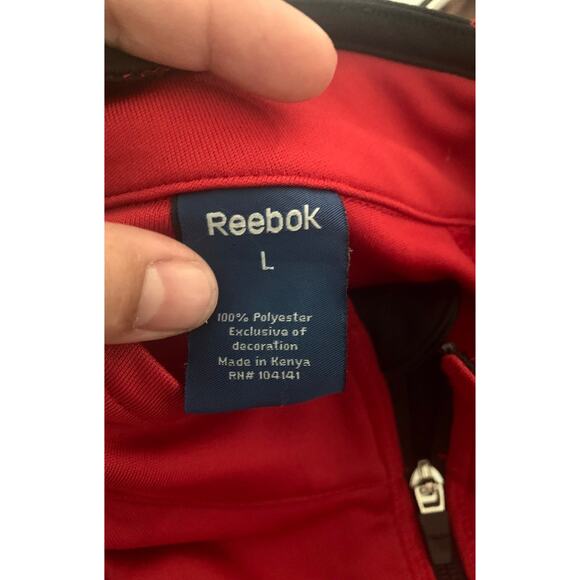 Reebok
L
100% Polyester
Exclusive of
decoration
Made in Kenya
RN# 104141